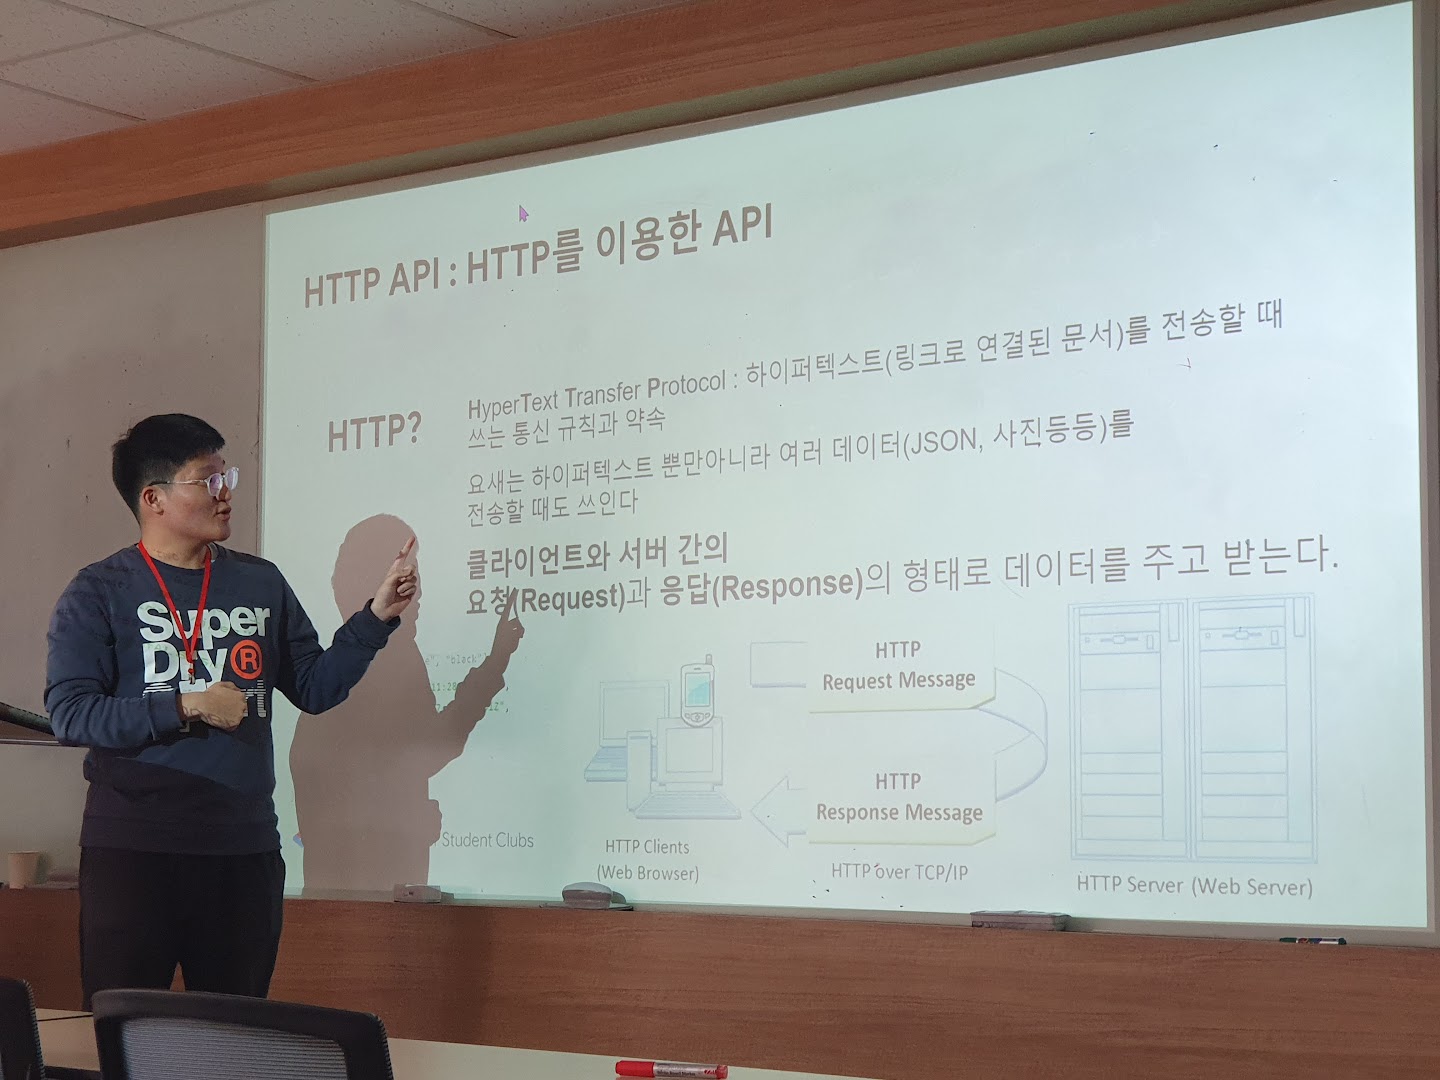 HTTP API : HTTP를 이용한 API
HTTP?
HyperText Transfer Protocol : 하이퍼텍스트(링크로 연결된 문서)를 전송할 때
쓰는 통신 규칙과 약속
요새는 하이퍼텍스트 뿐만아니라 여러 데이터(JSON, 사진등등)를
전송할 때도 쓰인다
클라이언트와 서버 간의
요청(Request)과 응답(Response)의 형태로 데이터를 주고 받는다.
"black"
HTTP
Request Message
HTTP
Response Message
HTTP Clients
(Web Browser)
HTTP over TCP/IP
HTTP Server (Web Server)
Student Clubs
Super
Dry®